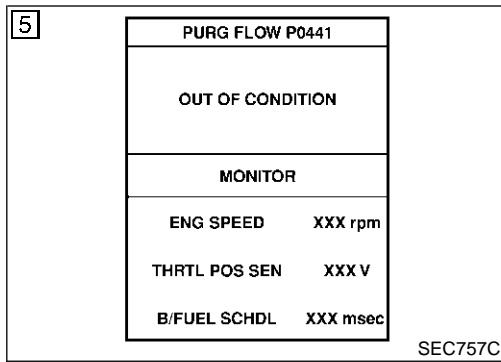 5
PURG FLOW P0441
OUT OF CONDITION
MONITOR
ENG SPEED XXX rpm
THRTL POS SEN XXX V
B/FUEL SCHDL XXX msec
SEC757C